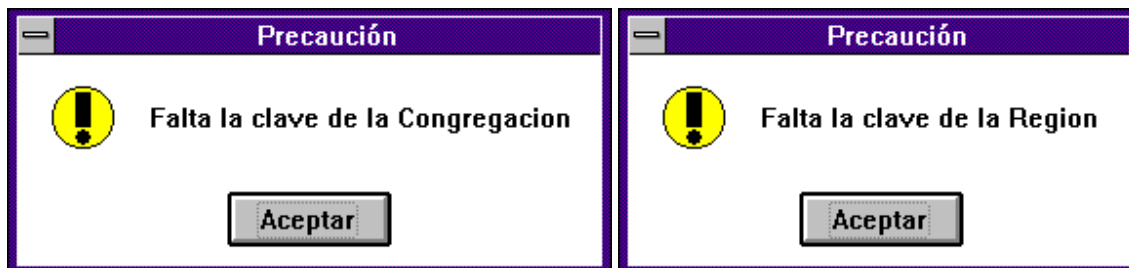 Precaución
Falta la clave de la Congregacion
Aceptar
Precaución
Falta la clave de la Region
Aceptar